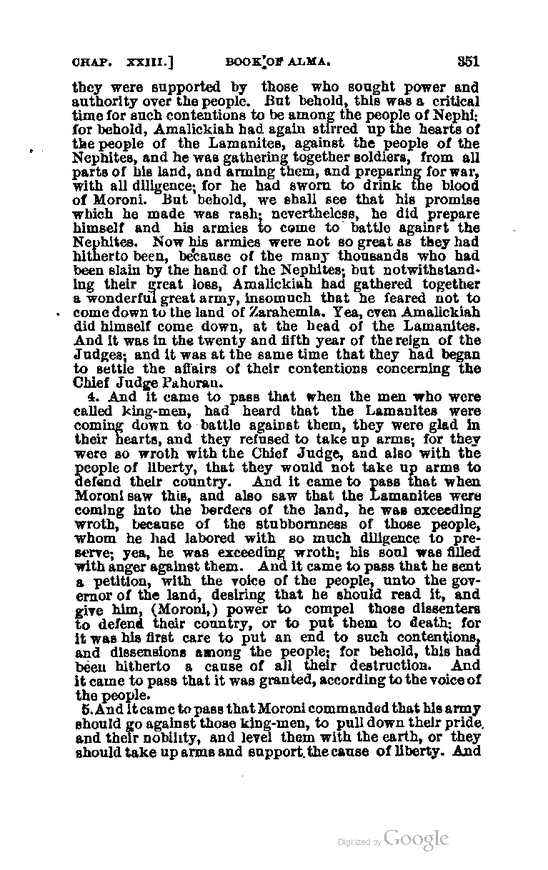 CHAP. XXIII.] BOOK OF ALMA. 351
they were supported by those who sought power and
authority over the people. But behold, this was a critical
time for such contentions to be among the people of Nephi;
for behold, Amalickiah had again stirred up the hearts of
the people of the Lamanites, against the people of the
Nephites, and he was gathering together soldiers, from all
parts of his land, and arming them, and preparing for war,
with all diligence; for he had sworn to drink the blood
of Moroni. But behold, we shall see that his promise
which he made was rash; nevertheless, he did prepare
himself and his armies to come to battle against the
Nephites. Now his armies were not so great as they had
hitherto been, because of the many thousands who had
been slain by the hand of the Nephites; but notwithstand-
ing their great loss, Amalickiah had gathered together
a wonderful great army, insomuch that he feared not to
come down to the land of Zarahemla. Yea, even Amalickiah
did himself come down, at the head of the Lamanites.
And it was in the twenty and fifth year of the reign of the
Judges; and it was at the same time that they had began
to settle the affairs of their contentions concerning the
Chief Judge Pahoran.
4. And it came to pass that when the men who were
called king-men, had heard that the Lamanites were
coming down to battle against them, they were glad in
their hearts, and they refused to take up arms; for they
were so wroth with the Chief Judge, and also with the
people of liberty, that they would not take up arms to
defend their country. And it came to pass that when
Moroni saw this, and also saw that the Lamanites were
coming into the borders of the land, he was exceeding
wroth, because of the stubbornness of those people,
whom he had labored with so much diligence to pre-
serve; yea, he was exceeding wroth; his soul was filled
with anger against them. And it came to pass that he sent
a petition, with the voice of the people, unto the gov-
ernor of the land, desiring that he should read it, and
give him, (Moroni,) power to compel those dissenters
to defend their country, or to put them to death; for
it was his first care to put an end to such contentions,
and dissensions among the people; for behold, this had
been hitherto a cause of all their destruction. And
it came to pass that it was granted, according to the voice of
the people.
5. And it came to pass that Moroni commanded that his army
should go against those king-men, to pull down their pride
and their nobility, and level them with the earth, or they
should take up arms and support the cause of liberty. And
Digitized by Google